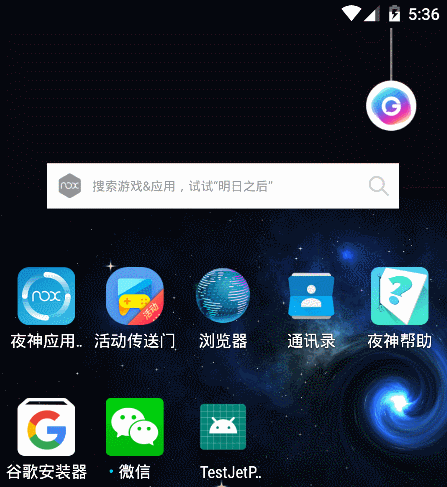 5:36
G
nox
搜索游戏&应用，试试“明日之后”
nox
活动
?
G
夜神应用..
活动传送门
浏览器
通讯录
夜神帮助
谷歌安装器
微信
TestJetP..